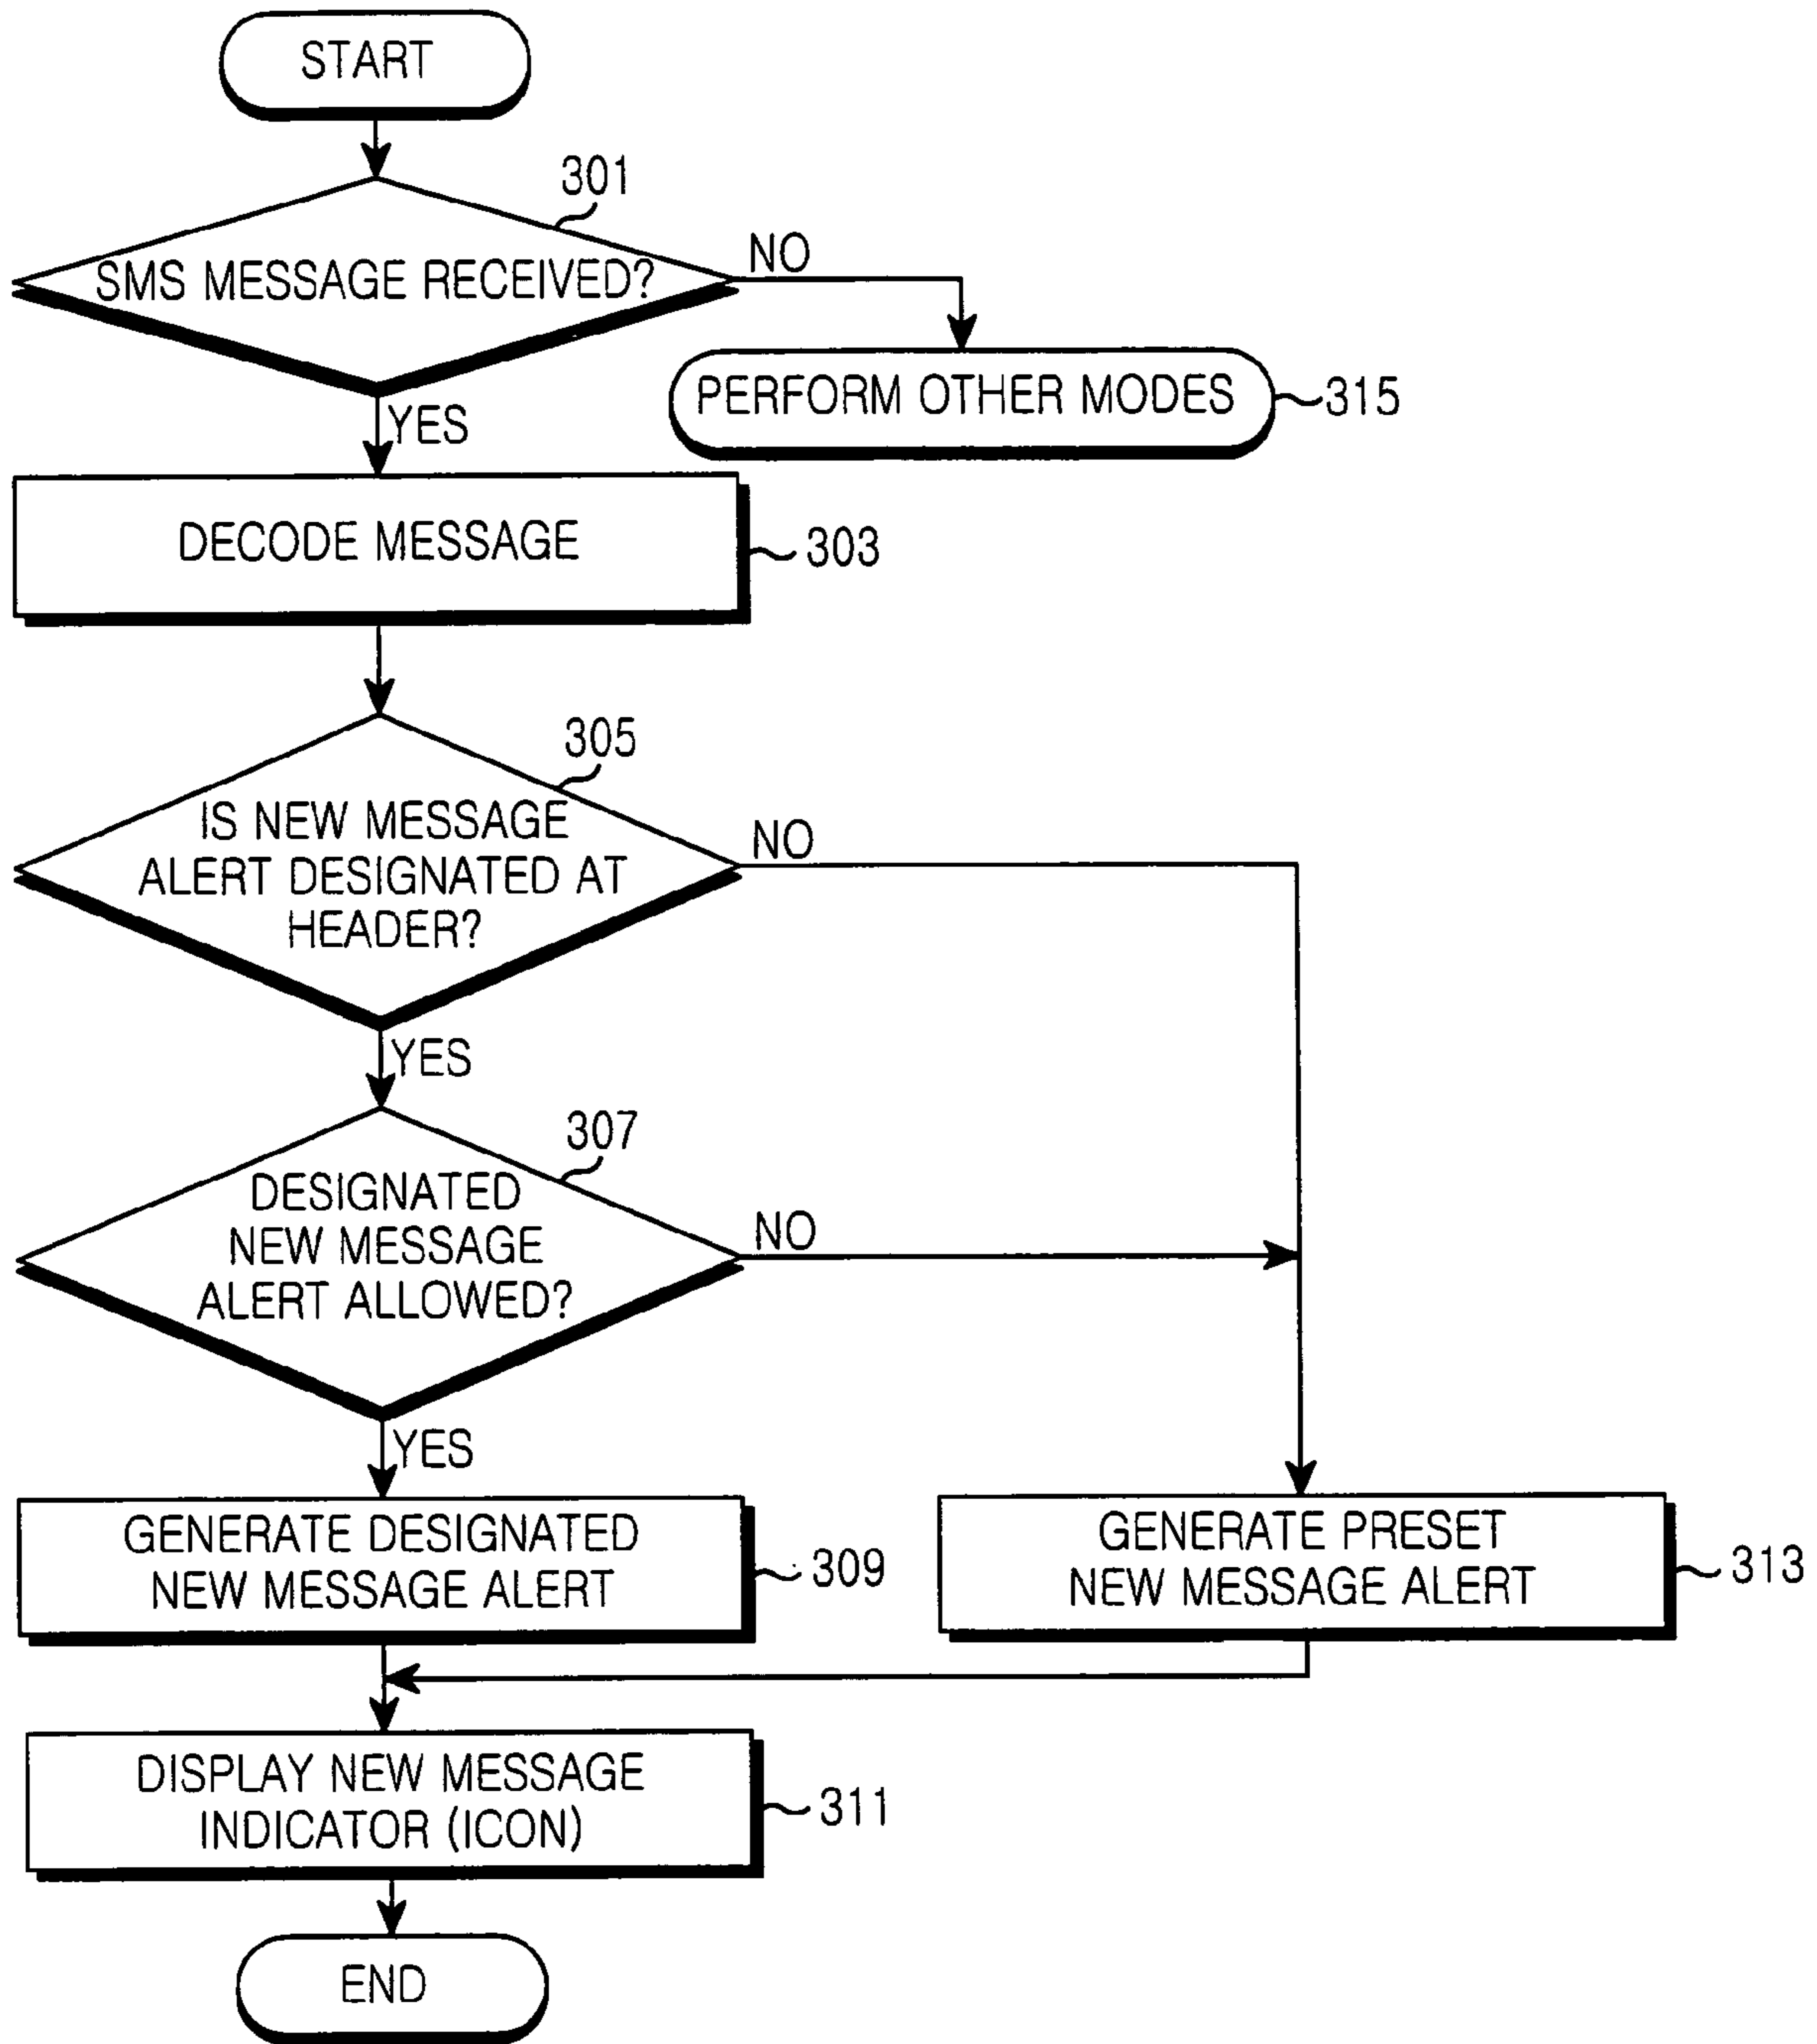 START
301
SMS MESSAGE RECEIVED?
NO
PERFORM OTHER MODES
315
YES
DECODE MESSAGE
303
305
IS NEW MESSAGE
ALERT DESIGNATED AT
HEADER?
NO
YES
307
DESIGNATED
NEW MESSAGE
ALERT ALLOWED?
NO
YES
GENERATE DESIGNATED
NEW MESSAGE ALERT
309
GENERATE PRESET
NEW MESSAGE ALERT
313
DISPLAY NEW MESSAGE
INDICATOR (ICON)
311
END